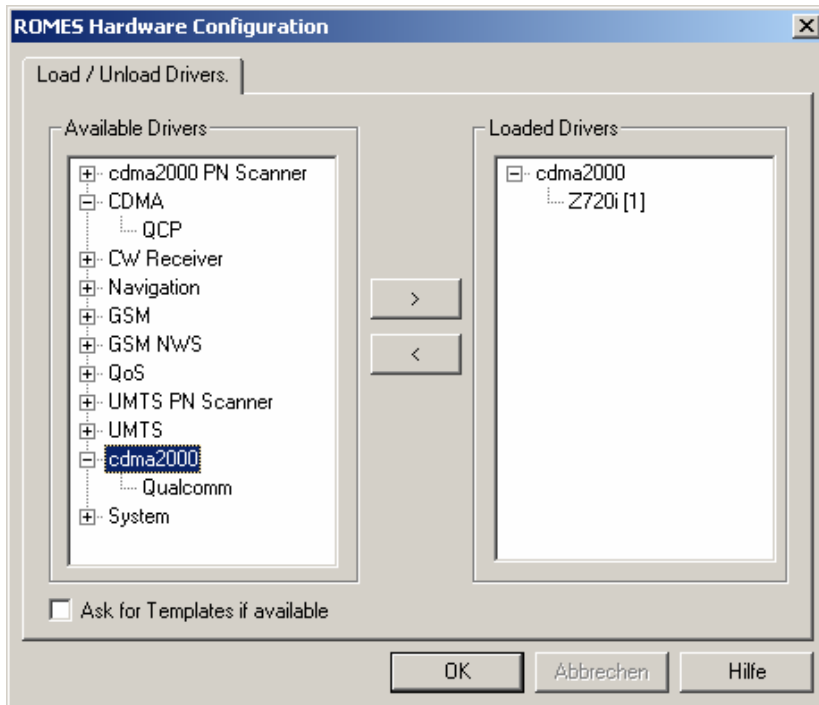 ROMES Hardware Configuration
Load / Unload Drivers.
Available Drivers
cdma2000 PN Scanner
CDMA
QCP
CW Receiver
Navigation
GSM
GSM NWS
QoS
UMTS PN Scanner
UMTS
cdma2000
Qualcomm
System
>
<
Loaded Drivers
cdma2000
Z720i [1]
Ask for Templates if available
OK
Abbrechen
Hilfe